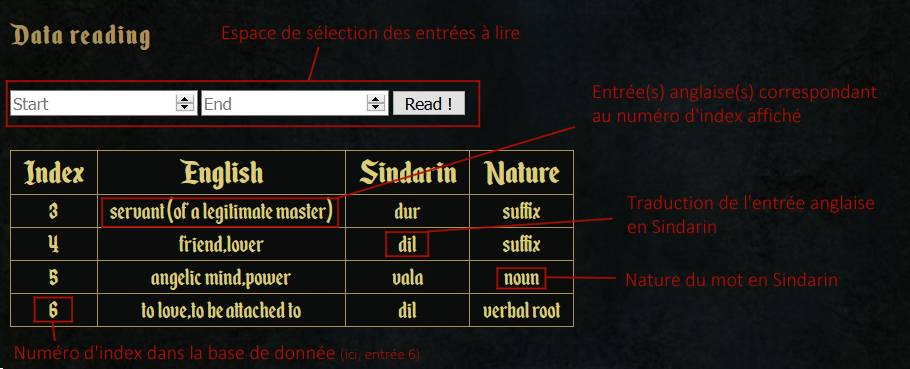 Data reading
Espace de sélection des entrées à lire
Start End Read !
Entrée(s) anglaise(s) correspondant
au numéro d'index affiché
Index English Sindarin Nature
3 servant (of a legitimate master) dur suffix
4 friend,lover dil suffix
5 angelic mind,power vala noun
6 to love,to be attached to dil verbal root
Traduction de l'entrée anglaise
en Sindarin
Nature du mot en Sindarin
Numéro d'index dans la base de donnée (ici, entrée 6)